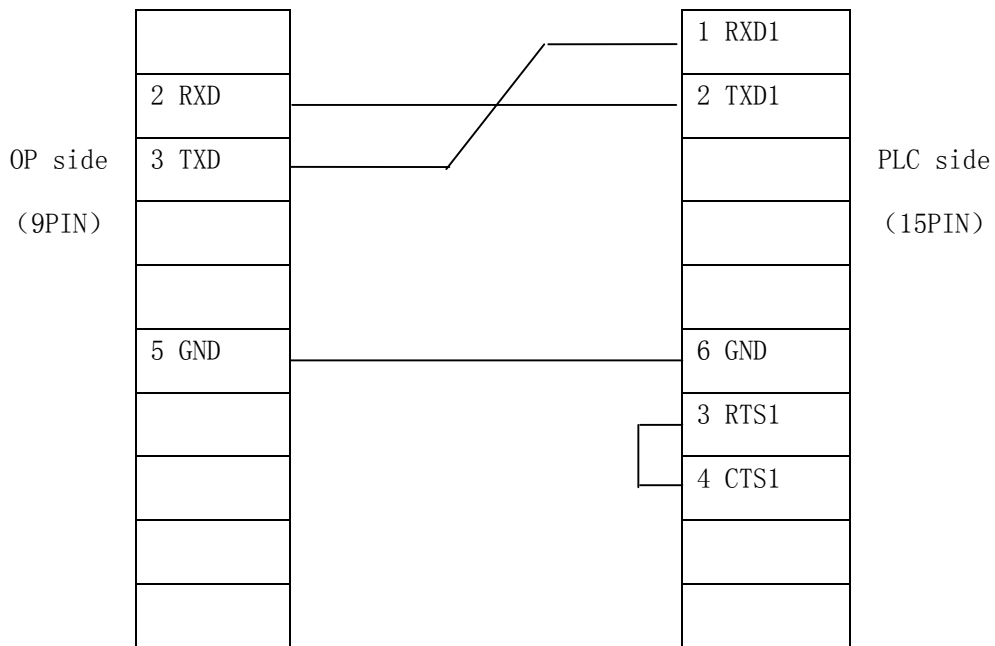 1 RXD1
2 RXD
2 TXD1
OP side
3 TXD
PLC side
（9PIN）
（15PIN）
5 GND
6 GND
3 RTS1
4 CTS1